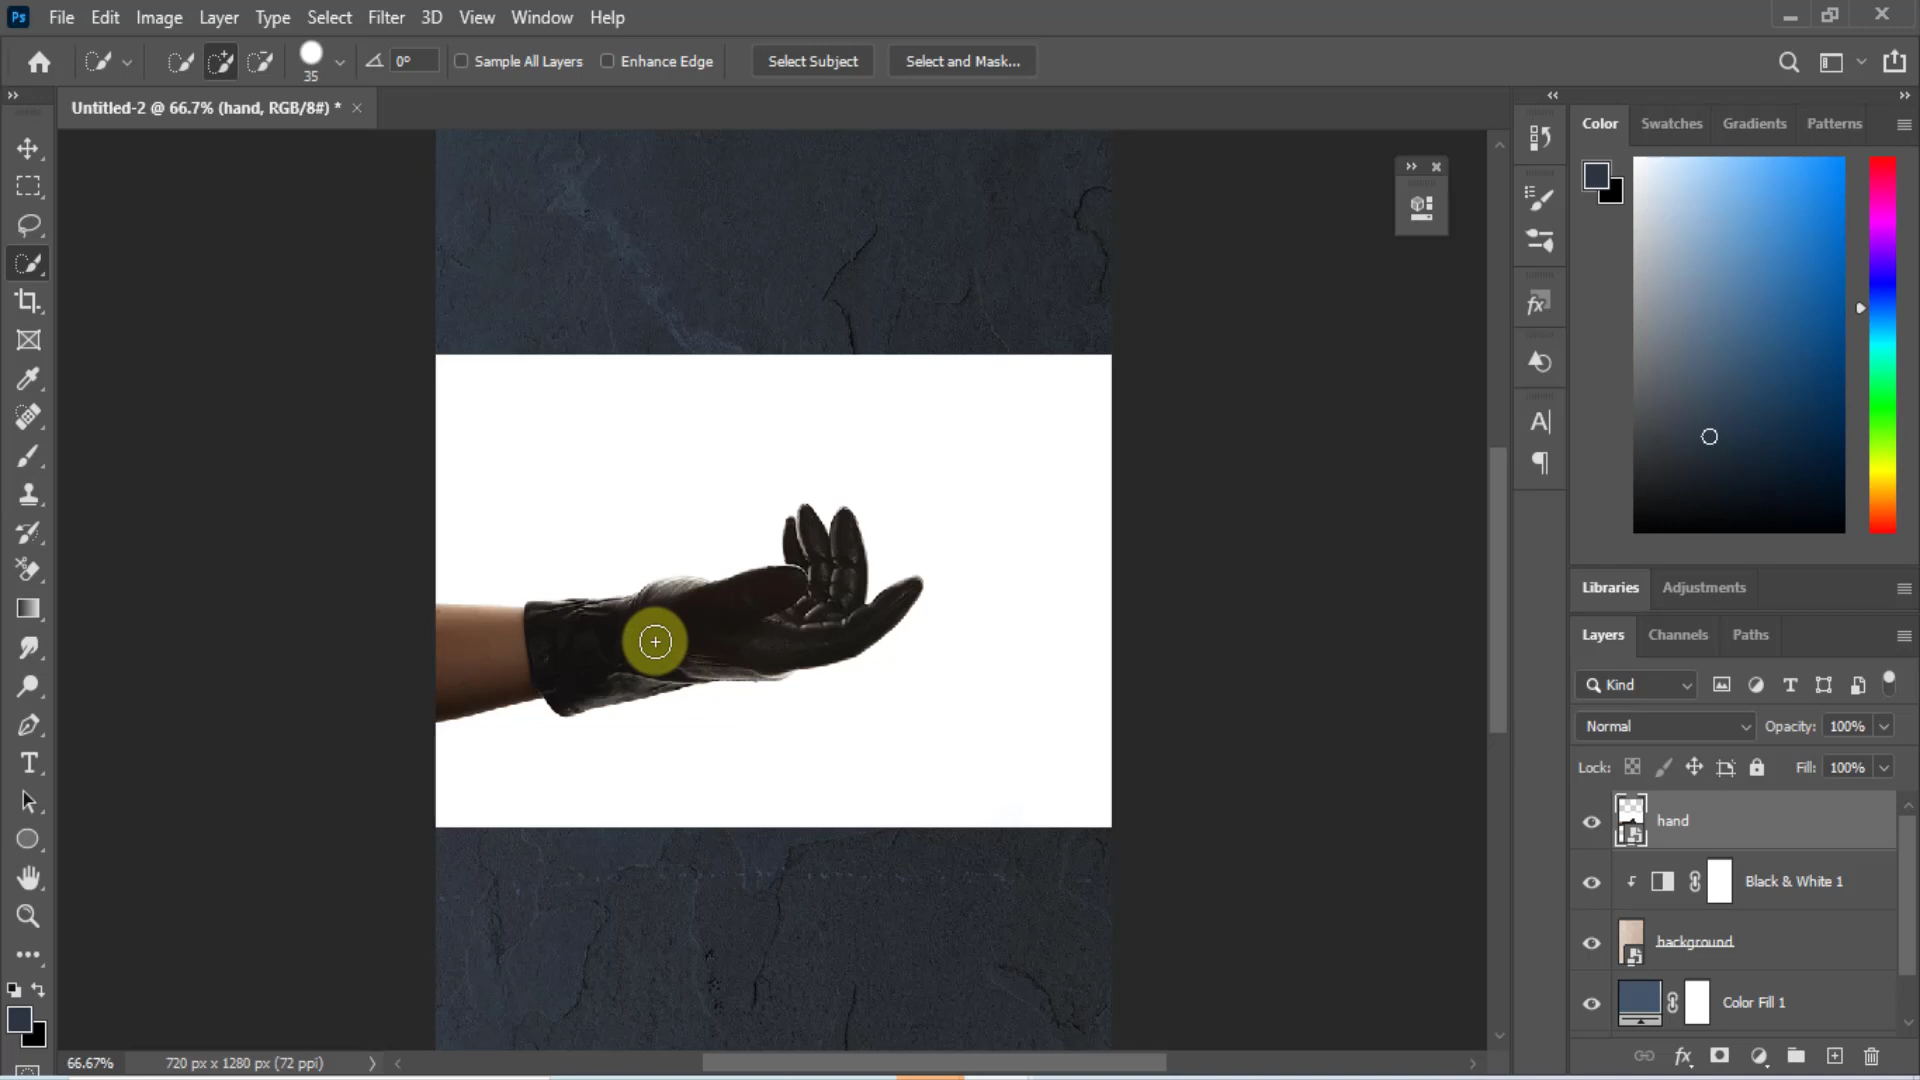 Ps File Edit Image Layer Type Select Filter 3D View Window Help
35 0° Sample All Layers Enhance Edge Select Subject Select and Mask...
Untitled-2 @ 66.7% (hand, RGB/8#) * ×
Color Swatches Gradients Patterns
fx
A|
¶
Libraries Adjustments
Layers Channels Paths
Kind T
Normal Opacity: 100%
Lock: Fill: 100%
hand
Black & White 1
background
Color Fill 1
T
66.67% 720 px x 1280 px (72 ppi) fx